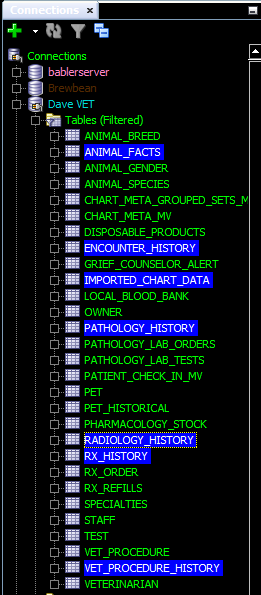 Connections
Connections
bablerserver
Brewbean
Dave VET
Tables (Filtered)
ANIMAL_BREED
ANIMAL_FACTS
ANIMAL_GENDER
ANIMAL_SPECIES
CHART_META_GROUPED_SETS_M
CHART_META_MV
DISPOSABLE_PRODUCTS
ENCOUNTER_HISTORY
GRIEF_COUNSELOR_ALERT
IMPORTED_CHART_DATA
LOCAL_BLOOD_BANK
OWNER
PATHOLOGY_HISTORY
PATHOLOGY_LAB_ORDERS
PATHOLOGY_LAB_TESTS
PATIENT_CHECK_IN_MV
PET
PET_HISTORICAL
PHARMACOLOGY_STOCK
RADIOLOGY_HISTORY
RX_HISTORY
RX_ORDER
RX_REFILLS
SPECIALTIES
STAFF
TEST
VET_PROCEDURE
VET_PROCEDURE_HISTORY
VETERINARIAN